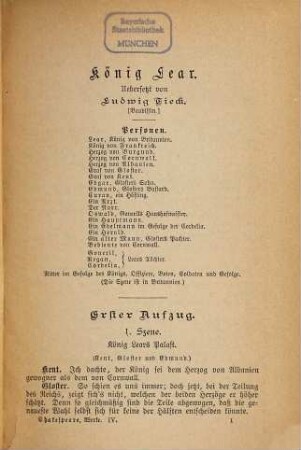 Bayerische
Staatsbibliothek
MÜNCHEN
König Lear.
Uebersetzt von
Ludwig Tieck.
(Baudissin.)
Personen.
Lear, König von Britannien.
König von Frankreich.
Herzog von Burgund.
Herzog von Cornwall.
Herzog von Albanien.
Graf von Gloster.
Graf von Kent.
Edgar, Glosters Sohn.
Edmund, Glosters Bastard.
Curan, ein Höfling.
Ein Arzt.
Der Narr.
Oswald, Gonerills Haushofmeister.
Ein Hauptmann.
Ein Edelmann im Gefolge der Cordelia.
Ein Herold.
Ein alter Mann, Glosters Pachter.
Bediente von Cornwall.
Goneril,
Regan, } Lears Töchter.
Cordelia,
Ritter im Gefolge des Königs, Offiziere, Boten, Soldaten und Gefolge.
(Die Szene ist in Britannien.)
Erster Aufzug.
1. Szene.
König Lears Palast.
(Kent, Gloster und Edmund.)
Kent. Ich dachte, der König sei dem Herzog von Albanien
gewogner als dem von Cornwall.
Gloster. So schien es uns immer; doch jetzt, bei der Teilung
des Reichs, zeigt sich's nicht, welchen der beiden Herzoge er höher
schätzt. Denn so gleichmäßig sind die Teile abgewogen, daß die ge-
naueste Wahl selbst sich für keine der Hälften entscheiden könnte.
Shakespeare, Werke. IV. 1